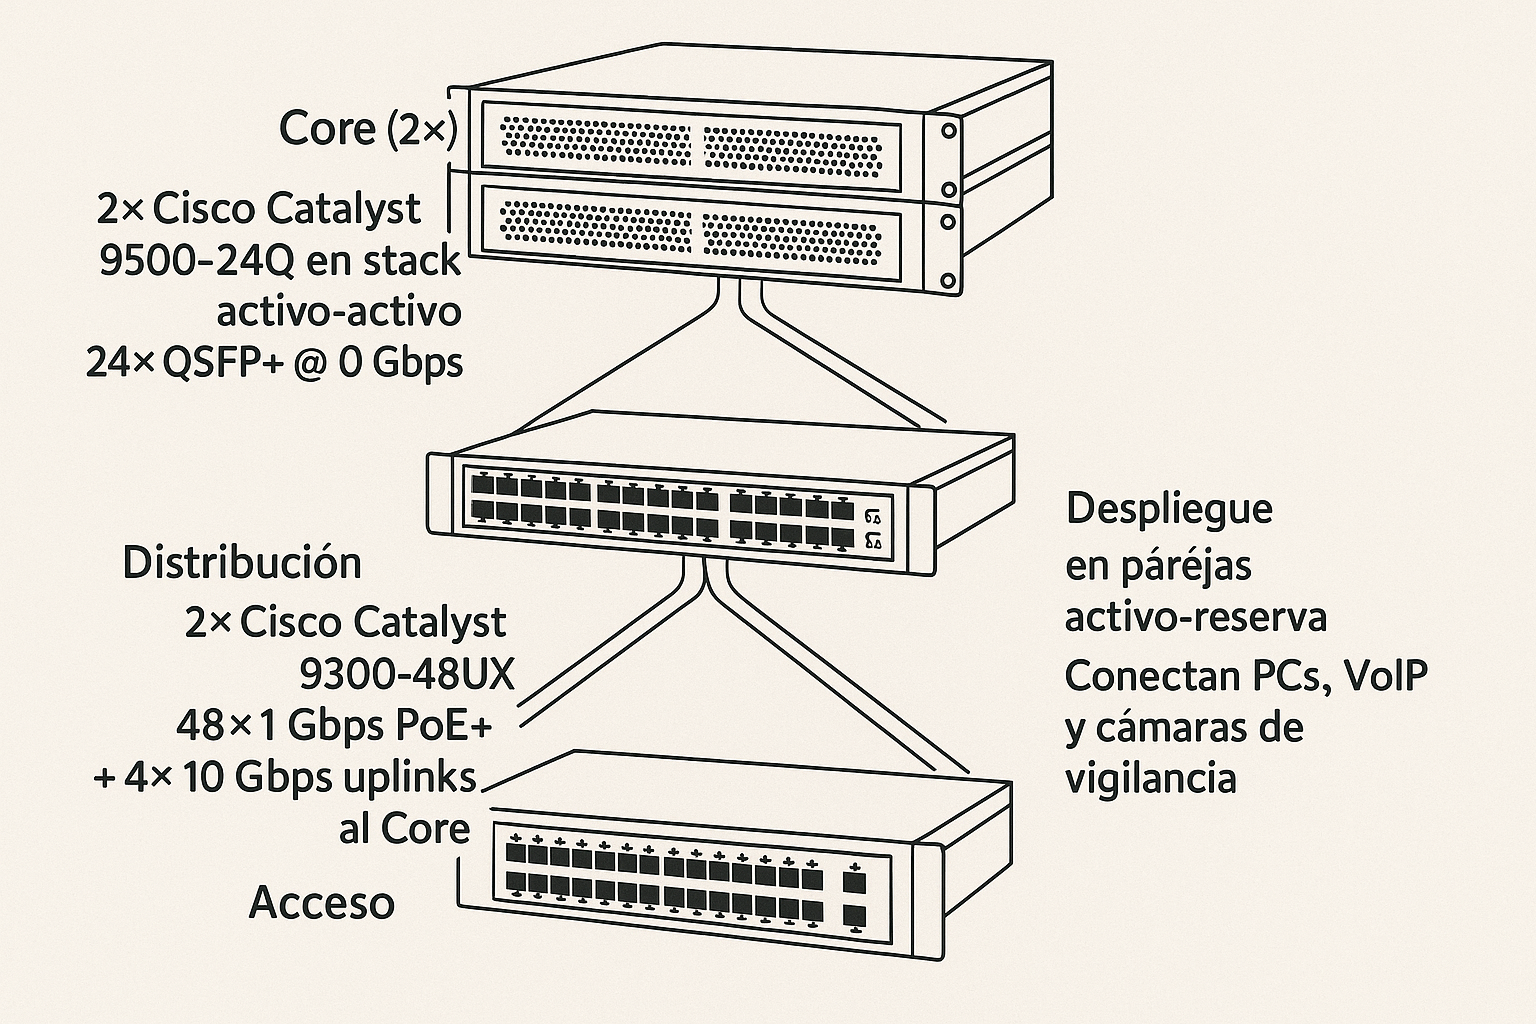 Core (2×)
2× Cisco Catalyst
9500-24Q en stack
activo-activo
24× QSFP+ @ 0 Gbps
Distribución
2× Cisco Catalyst
9300-48UX
48× 1 Gbps PoE+
+ 4× 10 Gbps uplinks
al Core
Acceso
Despliegue
en páréjas
activo-reserva
Conectan PCs, VoIP
y cámaras de
vigilancia